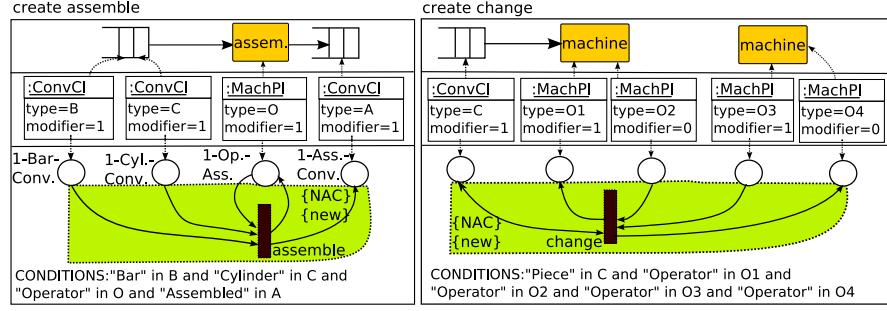 create assemble
assem.
:ConvCl
type=B
modifier=1
:ConvCl
type=C
modifier=1
:MachPl
type=O
modifier=1
:ConvCl
type=A
modifier=1
1-Bar-
Conv.
1-Cyl.-
Conv.
1-Op.-
Ass.
1-Ass.-
Conv.
{NAC}
{new}
assemble
CONDITIONS:"Bar" in B and "Cylinder" in C and
"Operator" in O and "Assembled" in A
create change
machine
machine
:ConvCl
type=C
modifier=1
:MachPl
type=O1
modifier=1
:MachPl
type=O2
modifier=0
:MachPl
type=O3
modifier=1
:MachPl
type=O4
modifier=0
{NAC}
{new}
change
CONDITIONS:"Piece" in C and "Operator" in O1 and
"Operator" in O2 and "Operator" in O3 and "Operator" in O4